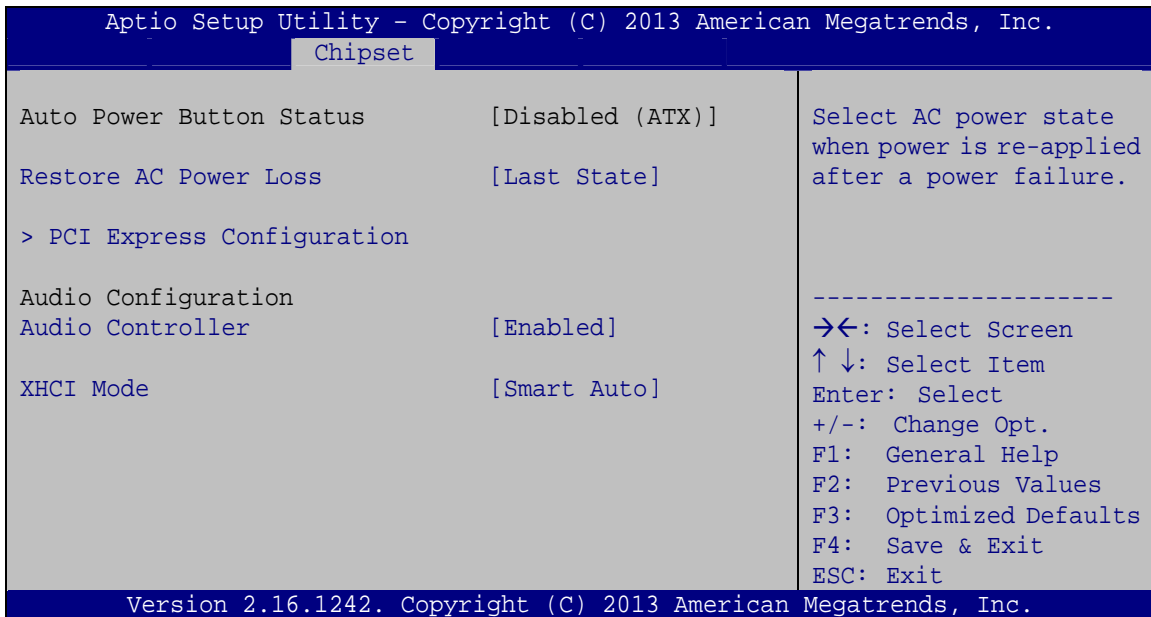 Aptio Setup Utility – Copyright (C) 2013 American Megatrends, Inc.
Chipset
Auto Power Button Status [Disabled (ATX)]
Restore AC Power Loss [Last State]
> PCI Express Configuration
Audio Configuration
Audio Controller [Enabled]
XHCI Mode [Smart Auto]
Select AC power state
when power is re-applied
after a power failure.
---------------------
→←: Select Screen
↑ ↓: Select Item
Enter: Select
+/-: Change Opt.
F1: General Help
F2: Previous Values
F3: Optimized Defaults
F4: Save & Exit
ESC: Exit
Version 2.16.1242. Copyright (C) 2013 American Megatrends, Inc.